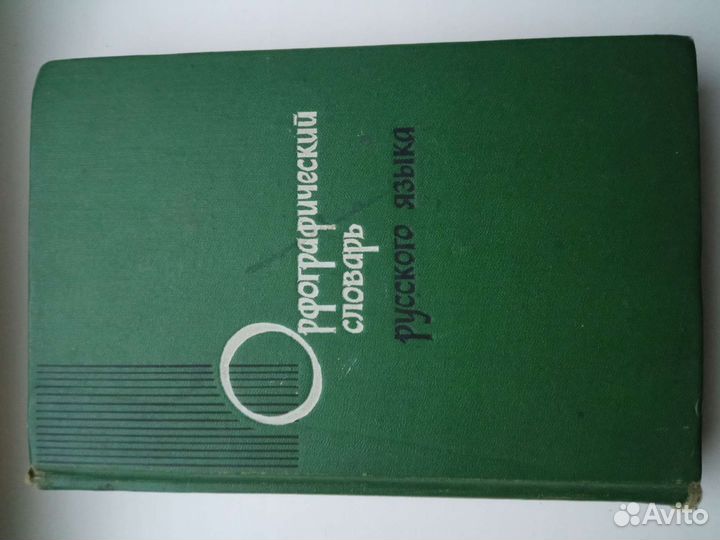 Орфографический
словарь
русского языка
Avito